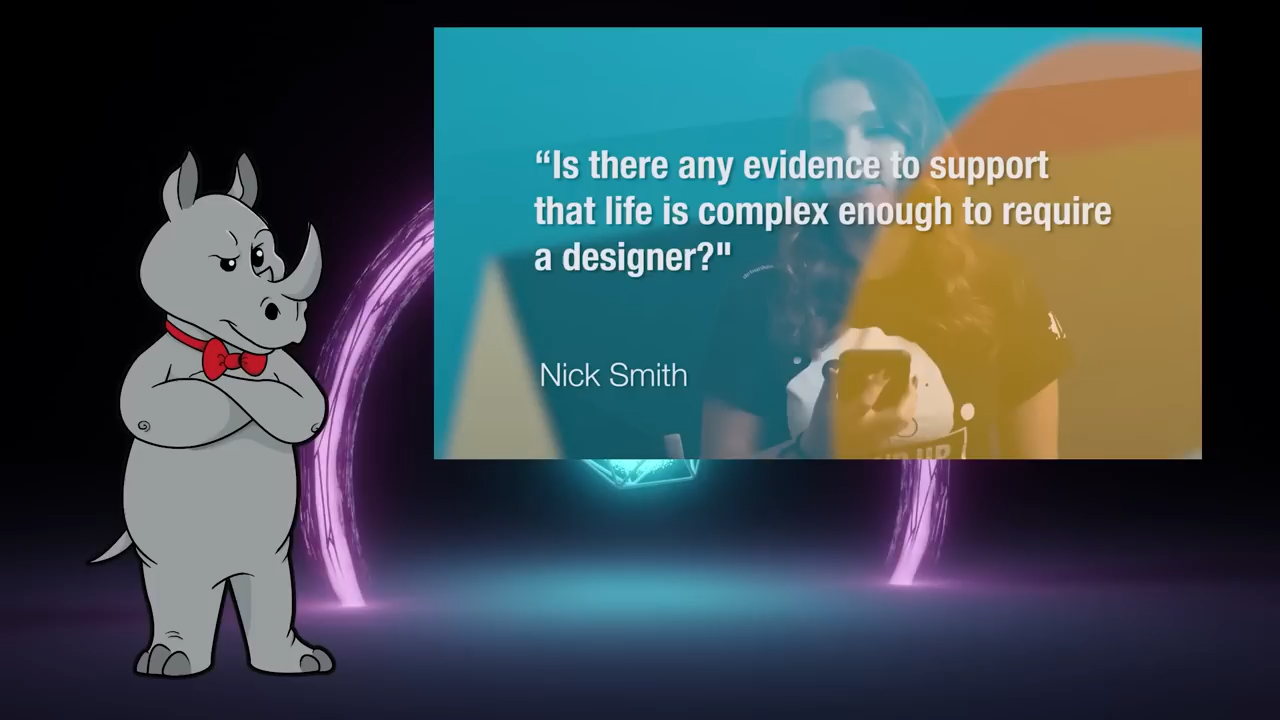 “Is there any evidence to support
that life is complex enough to require
a designer?"
Nick Smith